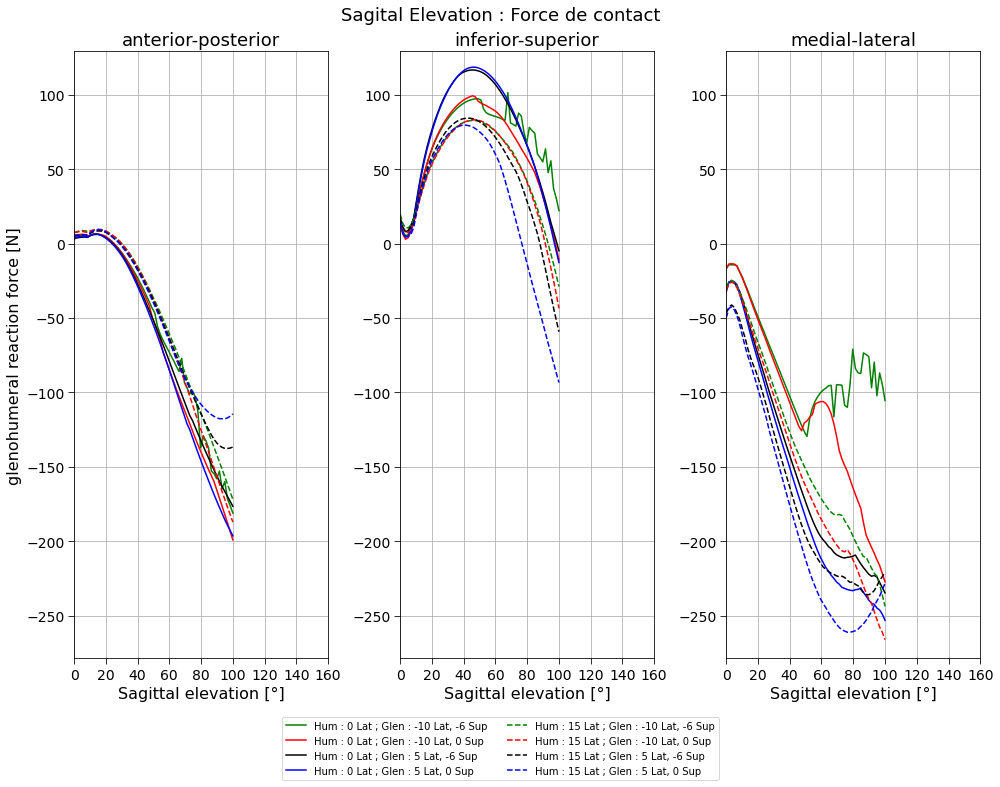 Sagital Elevation : Force de contact
anterior-posterior
inferior-superior
medial-lateral
glenohumeral reaction force [N]
100
50
0
−50
−100
−150
−200
−250
0 20 40 60 80 100 120 140 160
Sagittal elevation [°]
100
50
0
−50
−100
−150
−200
−250
0 20 40 60 80 100 120 140 160
Sagittal elevation [°]
100
50
0
−50
−100
−150
−200
−250
0 20 40 60 80 100 120 140 160
Sagittal elevation [°]
Hum : 0 Lat ; Glen : -10 Lat, -6 Sup
Hum : 0 Lat ; Glen : -10 Lat, 0 Sup
Hum : 0 Lat ; Glen : 5 Lat, -6 Sup
Hum : 0 Lat ; Glen : 5 Lat, 0 Sup
Hum : 15 Lat ; Glen : -10 Lat, -6 Sup
Hum : 15 Lat ; Glen : -10 Lat, 0 Sup
Hum : 15 Lat ; Glen : 5 Lat, -6 Sup
Hum : 15 Lat ; Glen : 5 Lat, 0 Sup